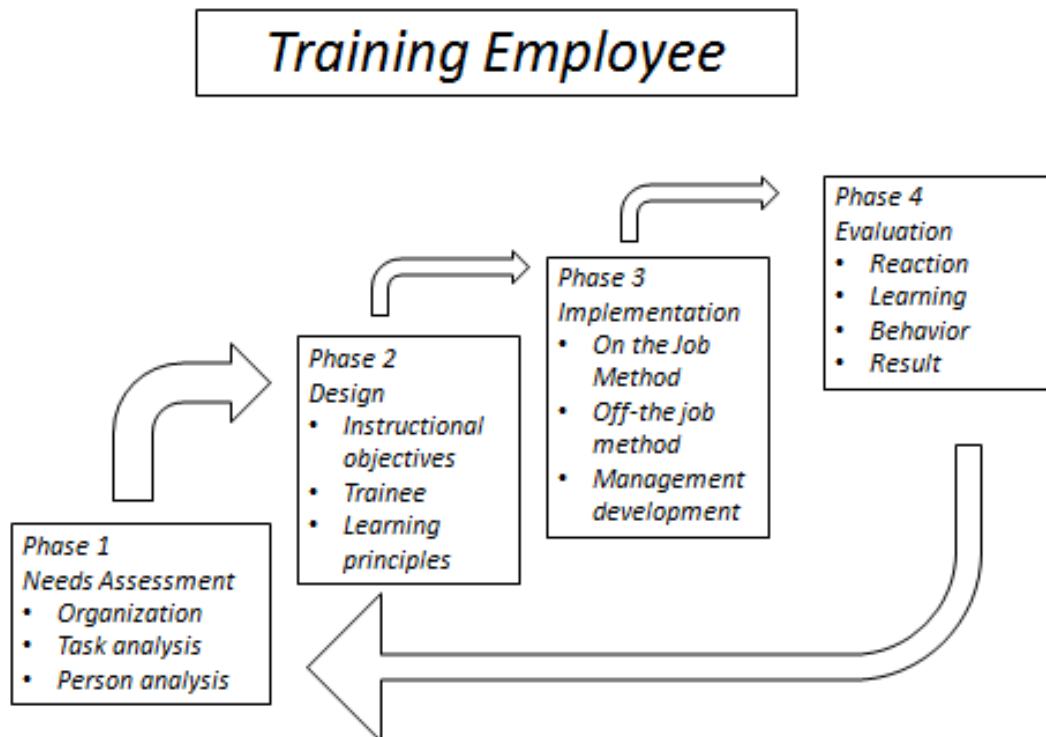 Training Employee
Phase 1
Needs Assessment
• Organization
• Task analysis
• Person analysis
Phase 2
Design
• Instructional
objectives
• Trainee
• Learning
principles
Phase 3
Implementation
• On the Job
Method
• Off-the job
method
• Management
development
Phase 4
Evaluation
• Reaction
• Learning
• Behavior
• Result